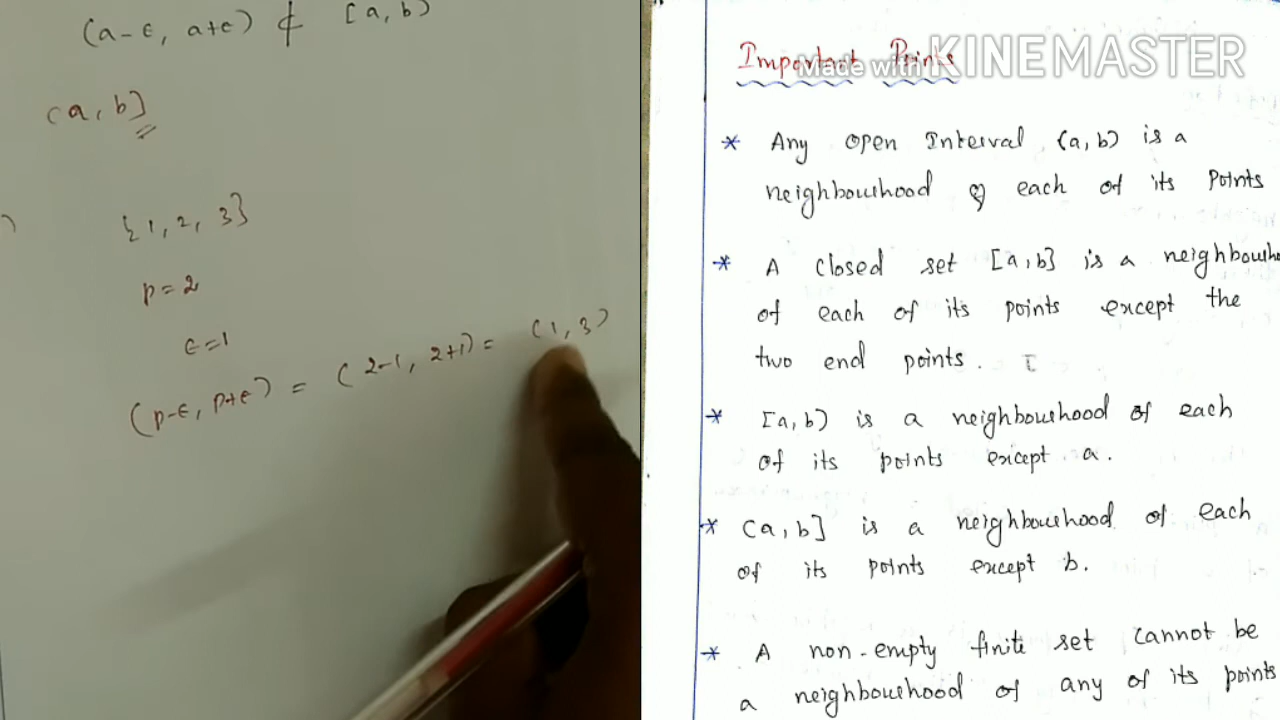 (a-ϵ, a+ϵ) ⊄ [a, b)
(a, b]
{1, 2, 3}
p=2
ϵ=1
(p-ϵ, p+ϵ) = (2-1, 2+1) = (1, 3)
Important Points
Made with KINEMASTER
* Any open Interval (a, b) is a
neighbourhood of each of its points
* A closed set [a, b] is a neighbourho
of each of its points except the
two end points.
* [a, b) is a neighbourhood of each
of its points except a.
* (a, b] is a neighbourhood of each
of its points except b.
* A non-empty finite set cannot be
a neighbourhood of any of its points